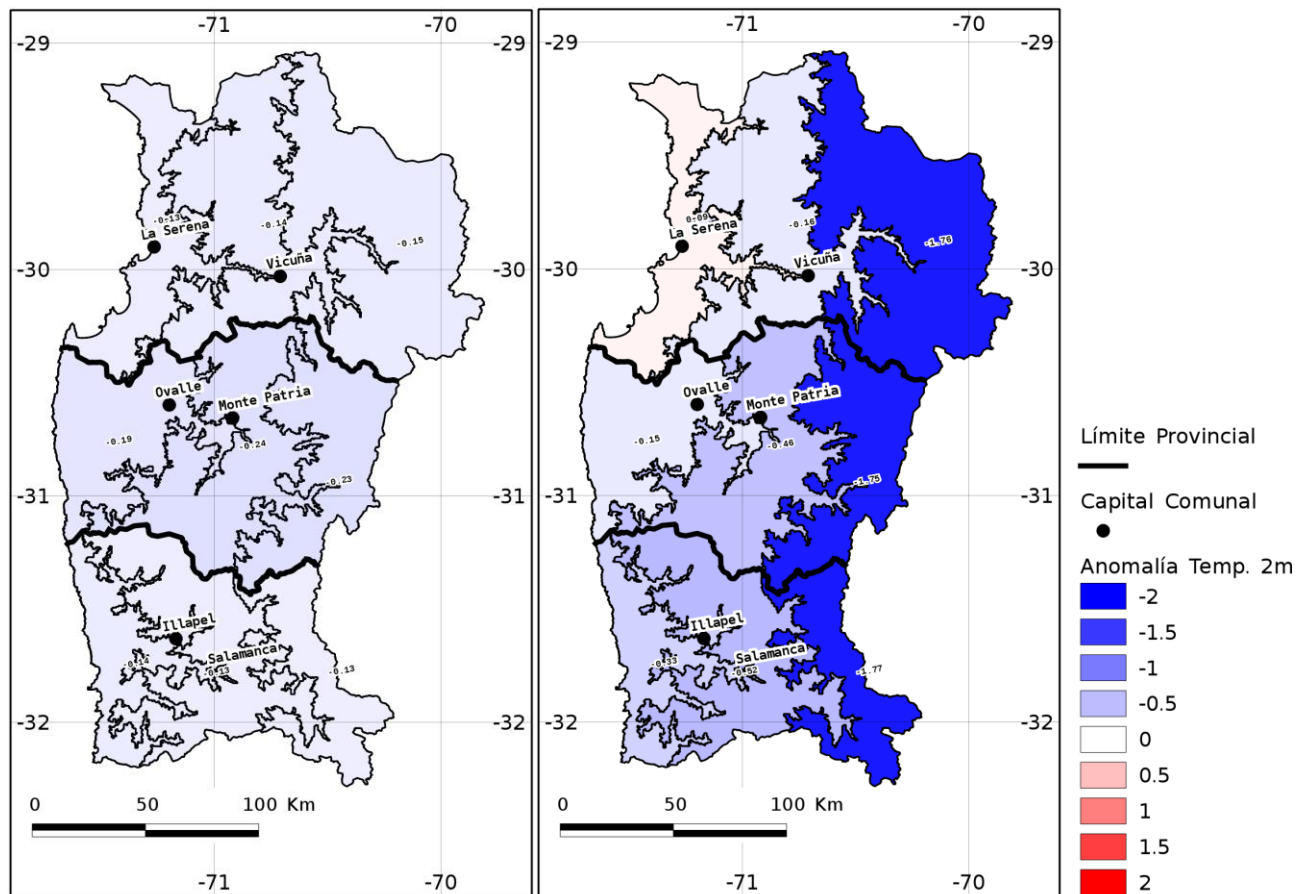 -71 -70
-29 -29
-0.13
La Serena
-0.14
-0.15
Vicuña
-30 -30
Ovalle
Monte Patria
-0.19
-0.24
-0.23
-31 -31
Illapel
Salamanca
-0.14
-0.13
-0.13
-32 -32
0 50 100 Km
-71 -70
-71 -70
-29 -29
0.09
La Serena
-0.16
-1.76
Vicuña
-30 -30
Ovalle
Monte Patria
-0.15
-0.46
-1.75
-31 -31
Illapel
Salamanca
-0.33
-0.52
-1.77
-32 -32
0 50 100 Km
-71 -70
Límite Provincial
Capital Comunal
Anomalía Temp. 2m
-2
-1.5
-1
-0.5
0
0.5
1
1.5
2